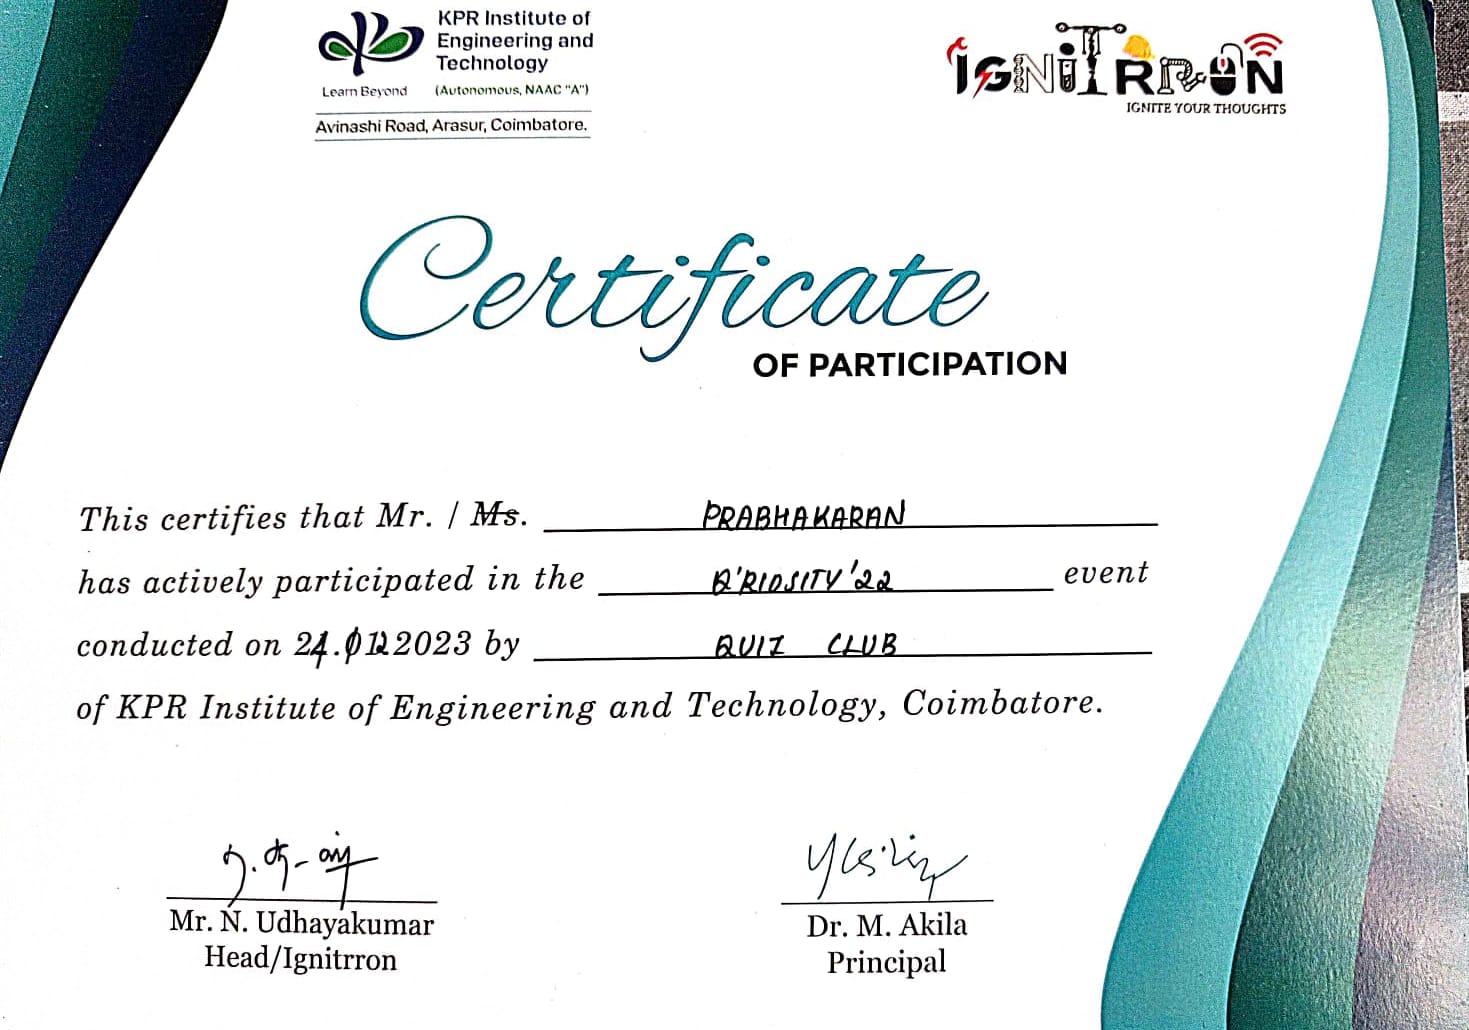 KPR Institute of
Engineering and
Technology
Learn Beyond (Autonomous, NAAC "A")
Avinashi Road, Arasur, Coimbatore.
IGNITRRON
IGNITE YOUR THOUGHTS
Certificate
OF PARTICIPATION
This certifies that Mr. / Ms. PRABHAKARAN
has actively participated in the Q'RIOSITY '22 event
conducted on 2023 by QUIZ CLUB
of KPR Institute of Engineering and Technology, Coimbatore.
Mr. N. Udhayakumar
Head/Ignitrron
Dr. M. Akila
Principal